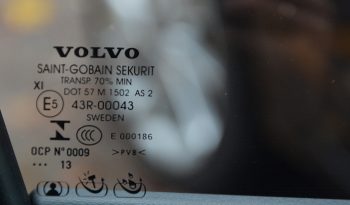 VOLVO
SAINT-GOBAIN SEKURIT
TRANSP 70% MIN
XI DOT 57 M 1502 AS 2
E5 43R-00043
SWEDEN
CCC E 000186
OCP N°0009 >PVB<
... 13